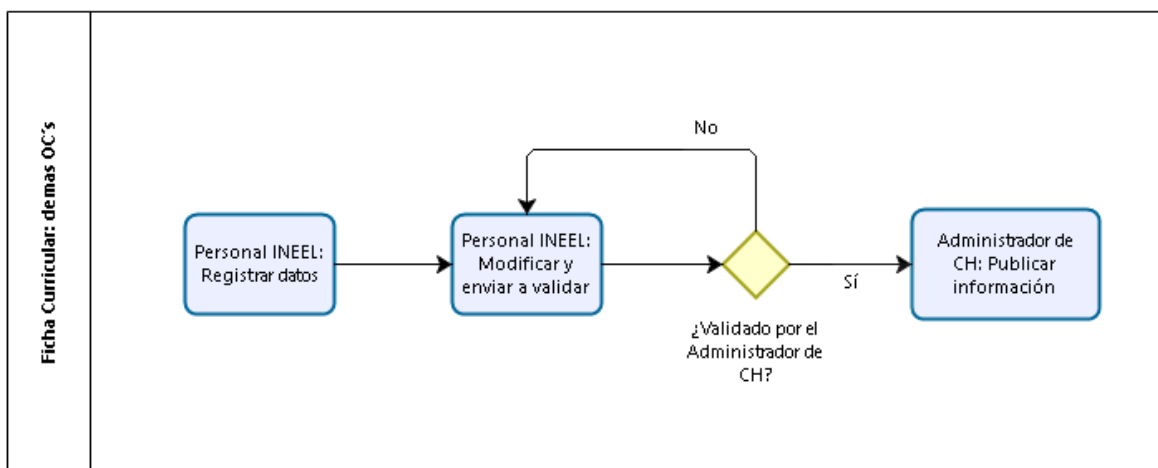 Ficha Curricular: demas OC´s
No
Personal INEEL:
Registrar datos
Personal INEEL:
Modificar y
enviar a validar
Sí
¿Validado por el
Administrador de
CH?
Administrador de
CH: Publicar
información